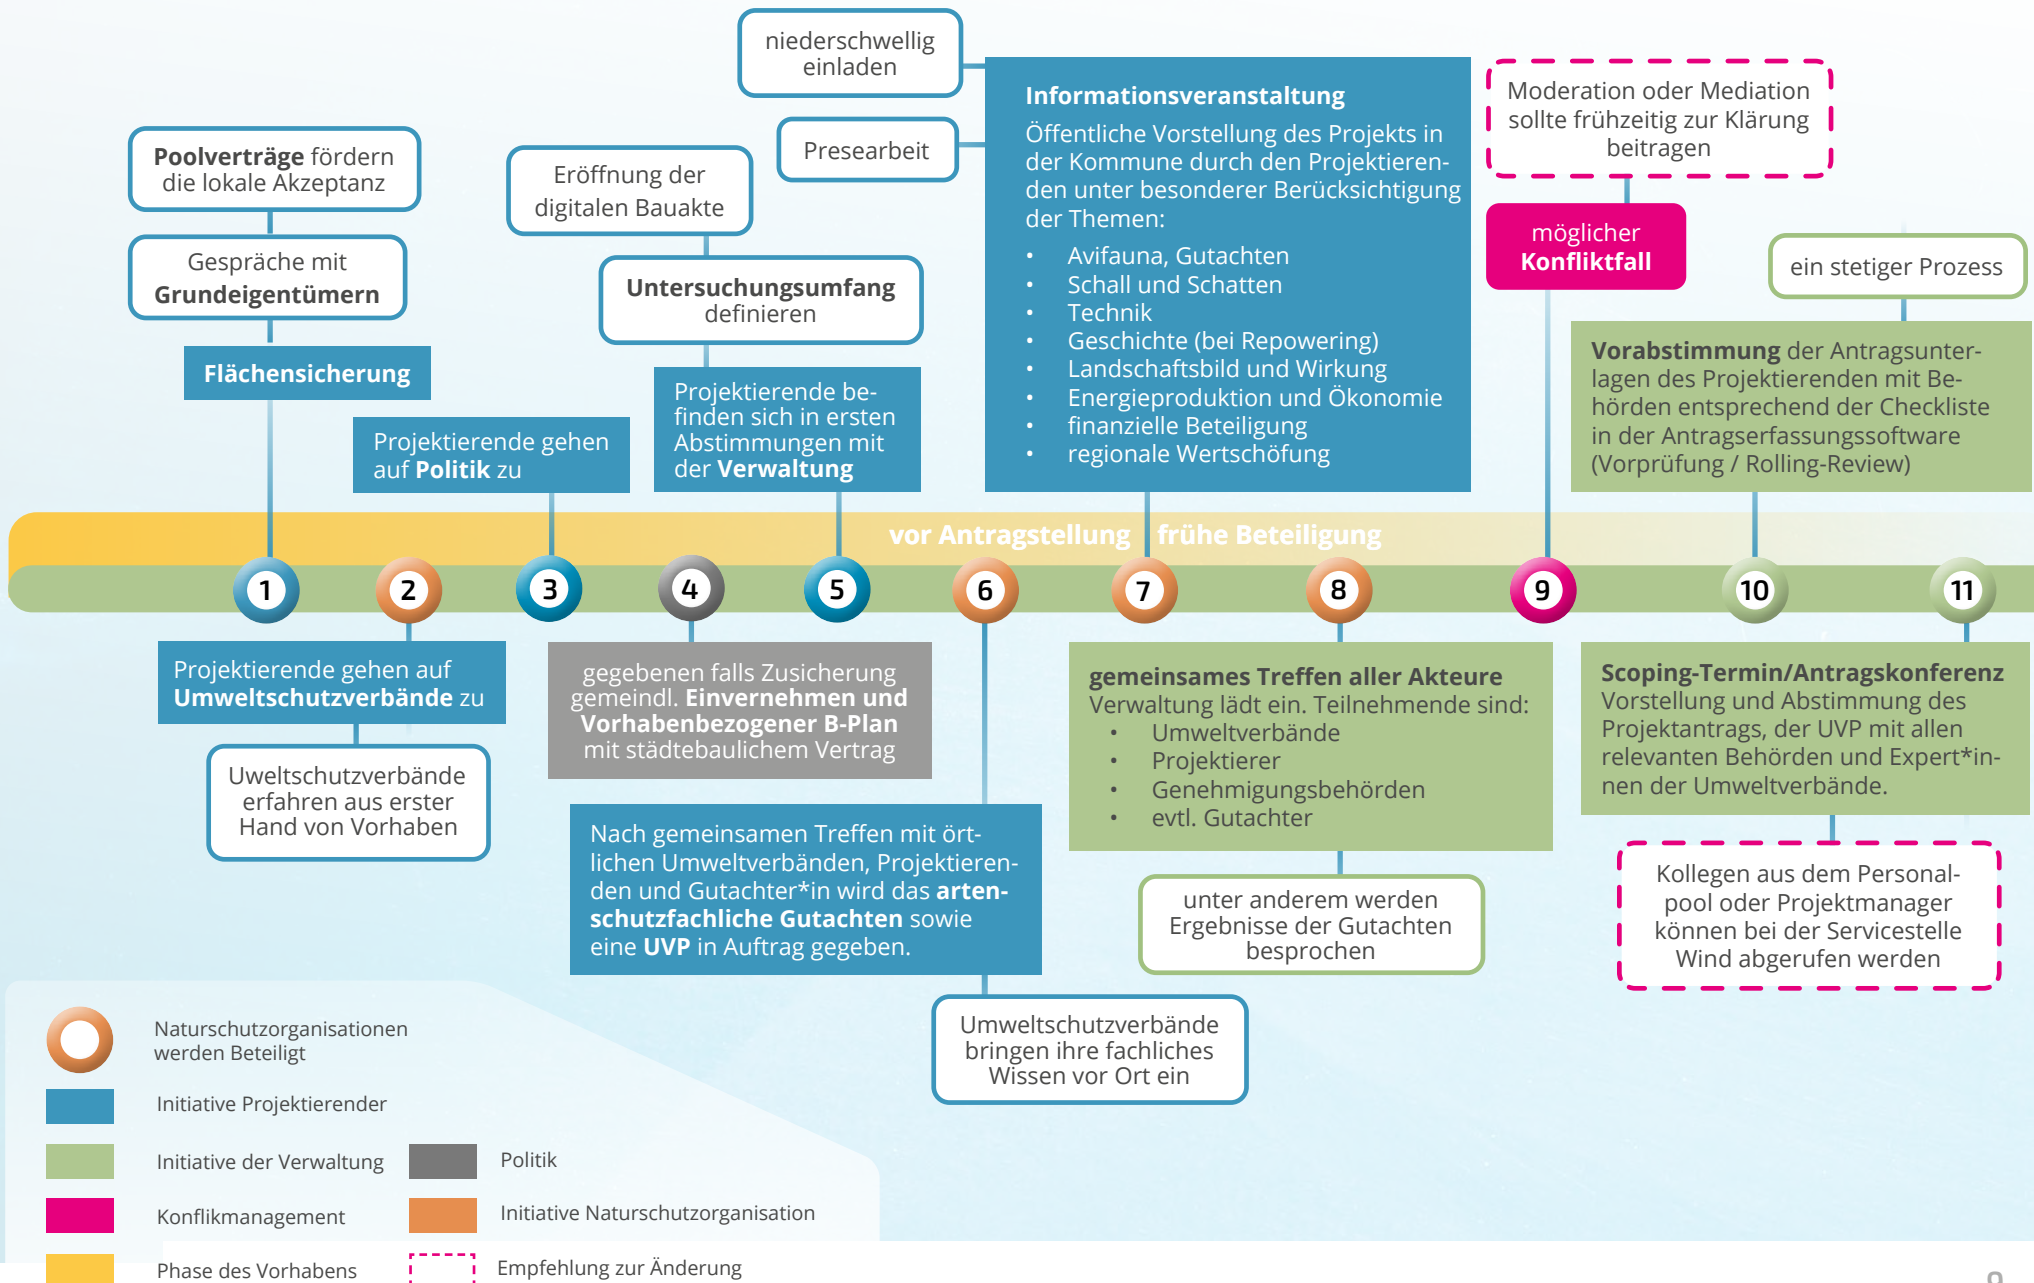 niederschwellig
einladen
Presearbeit
Informationsveranstaltung
Öffentliche Vorstellung des Projekts in
der Kommune durch den Projektieren-
den unter besonderer Berücksichtigung
der Themen:
• Avifauna, Gutachten
• Schall und Schatten
• Technik
• Geschichte (bei Repowering)
• Landschaftsbild und Wirkung
• Energieproduktion und Ökonomie
• finanzielle Beteiligung
• regionale Wertschöfung
Moderation oder Mediation
sollte frühzeitig zur Klärung
beitragen
möglicher
Konfliktfall
ein stetiger Prozess
Vorabstimmung der Antragsunter-
lagen des Projektierenden mit Be-
hörden entsprechend der Checkliste
in der Antragserfassungssoftware
(Vorprüfung / Rolling-Review)
Poolverträge fördern
die lokale Akzeptanz
Gespräche mit
Grundeigentümern
Flächensicherung
Eröffnung der
digitalen Bauakte
Untersuchungsumfang
definieren
Projektierende gehen
auf Politik zu
Projektierende be-
finden sich in ersten
Abstimmungen mit
der Verwaltung
vor Antragstellung frühe Beteiligung
1 2 3 4 5 6 7 8 9 10 11
Projektierende gehen auf
Umweltschutzverbände zu
Uweltschutzverbände
erfahren aus erster
Hand von Vorhaben
gegebenen falls Zusicherung
gemeindl. Einvernehmen und
Vorhabenbezogener B-Plan
mit städtebaulichem Vertrag
Nach gemeinsamen Treffen mit ört-
lichen Umweltverbänden, Projektieren-
den und Gutachter*in wird das arten-
schutzfachliche Gutachten sowie
eine UVP in Auftrag gegeben.
Umweltschutzverbände
bringen ihre fachliches
Wissen vor Ort ein
gemeinsames Treffen aller Akteure
Verwaltung lädt ein. Teilnehmende sind:
• Umweltverbände
• Projektierer
• Genehmigungsbehörden
• evtl. Gutachter
unter anderem werden
Ergebnisse der Gutachten
besprochen
Scoping-Termin/Antragskonferenz
Vorstellung und Abstimmung des
Projektantrags, der UVP mit allen
relevanten Behörden und Expert*in-
nen der Umweltverbände.
Kollegen aus dem Personal-
pool oder Projektmanager
können bei der Servicestelle
Wind abgerufen werden
Naturschutzorganisationen
werden Beteiligt
Initiative Projektierender
Initiative der Verwaltung
Politik
Konflikmanagement
Initiative Naturschutzorganisation
Phase des Vorhabens
Empfehlung zur Änderung
9